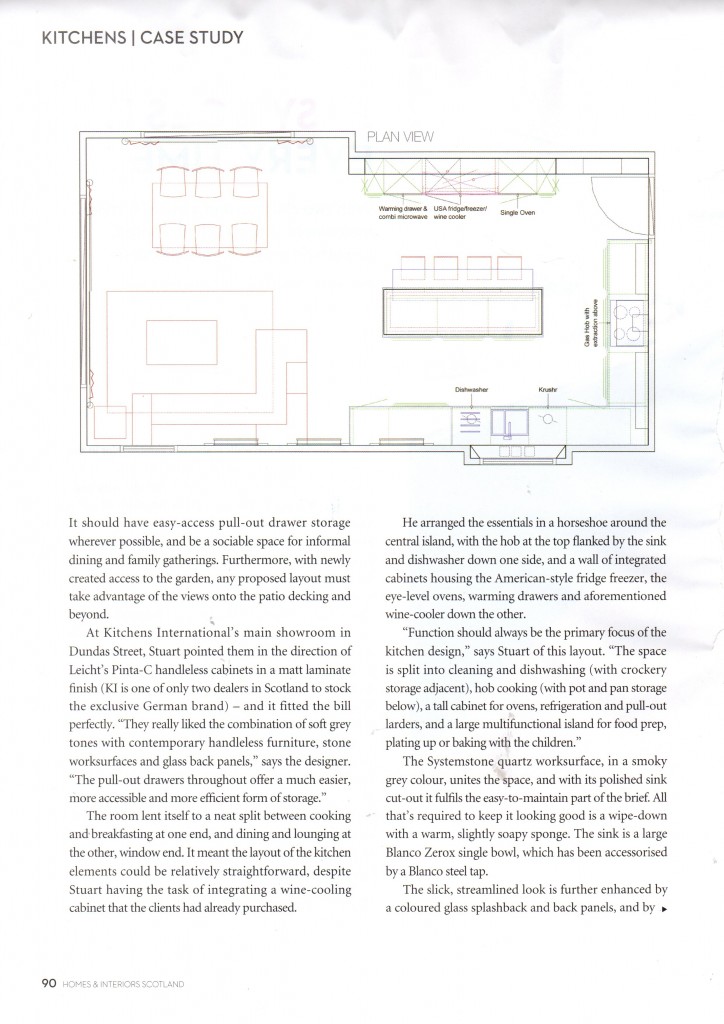 KITCHENS | CASE STUDY
PLAN VIEW
Warming drawer &
combi microwave
USA fridge/freezer/
wine cooler
Single Oven
Gas Hob with
extraction above
Dishwasher
Krushr
It should have easy-access pull-out drawer storage
wherever possible, and be a sociable space for informal
dining and family gatherings. Furthermore, with newly
created access to the garden, any proposed layout must
take advantage of the views onto the patio decking and
beyond.
At Kitchens International's main showroom in
Dundas Street, Stuart pointed them in the direction of
Leicht's Pinta-C handleless cabinets in a matt laminate
finish (KI is one of only two dealers in Scotland to stock
the exclusive German brand) – and it fitted the bill
perfectly. “They really liked the combination of soft grey
tones with contemporary handleless furniture, stone
worksurfaces and glass back panels,” says the designer.
“The pull-out drawers throughout offer a much easier,
more accessible and more efficient form of storage.”
The room lent itself to a neat split between cooking
and breakfasting at one end, and dining and lounging at
the other, window end. It meant the layout of the kitchen
elements could be relatively straightforward, despite
Stuart having the task of integrating a wine-cooling
cabinet that the clients had already purchased.
He arranged the essentials in a horseshoe around the
central island, with the hob at the top flanked by the sink
and dishwasher down one side, and a wall of integrated
cabinets housing the American-style fridge freezer, the
eye-level ovens, warming drawers and aforementioned
wine-cooler down the other.
“Function should always be the primary focus of the
kitchen design,” says Stuart of this layout. “The space
is split into cleaning and dishwashing (with crockery
storage adjacent), hob cooking (with pot and pan storage
below), a tall cabinet for ovens, refrigeration and pull-out
larders, and a large multifunctional island for food prep,
plating up or baking with the children.”
The Systemstone quartz worksurface, in a smoky
grey colour, unites the space, and with its polished sink
cut-out it fulfils the easy-to-maintain part of the brief. All
that's required to keep it looking good is a wipe-down
with a warm, slightly soapy sponge. The sink is a large
Blanco Zerox single bowl, which has been accessorised
by a Blanco steel tap.
The slick, streamlined look is further enhanced by
a coloured glass splashback and back panels, and by ▶
90 HOMES & INTERIORS SCOTLAND